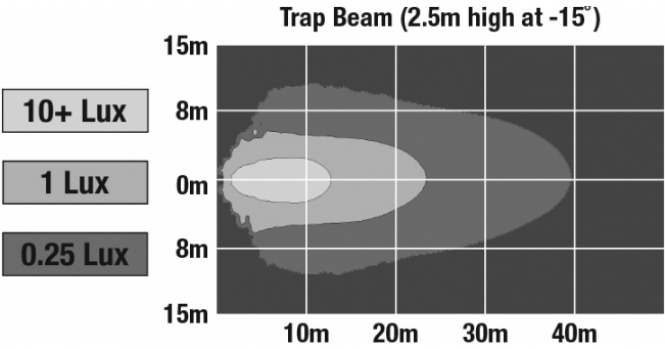 Trap Beam (2.5m high at -15°)
10+ Lux
1 Lux
0.25 Lux
15m
8m
0m
8m
15m
10m 20m 30m 40m